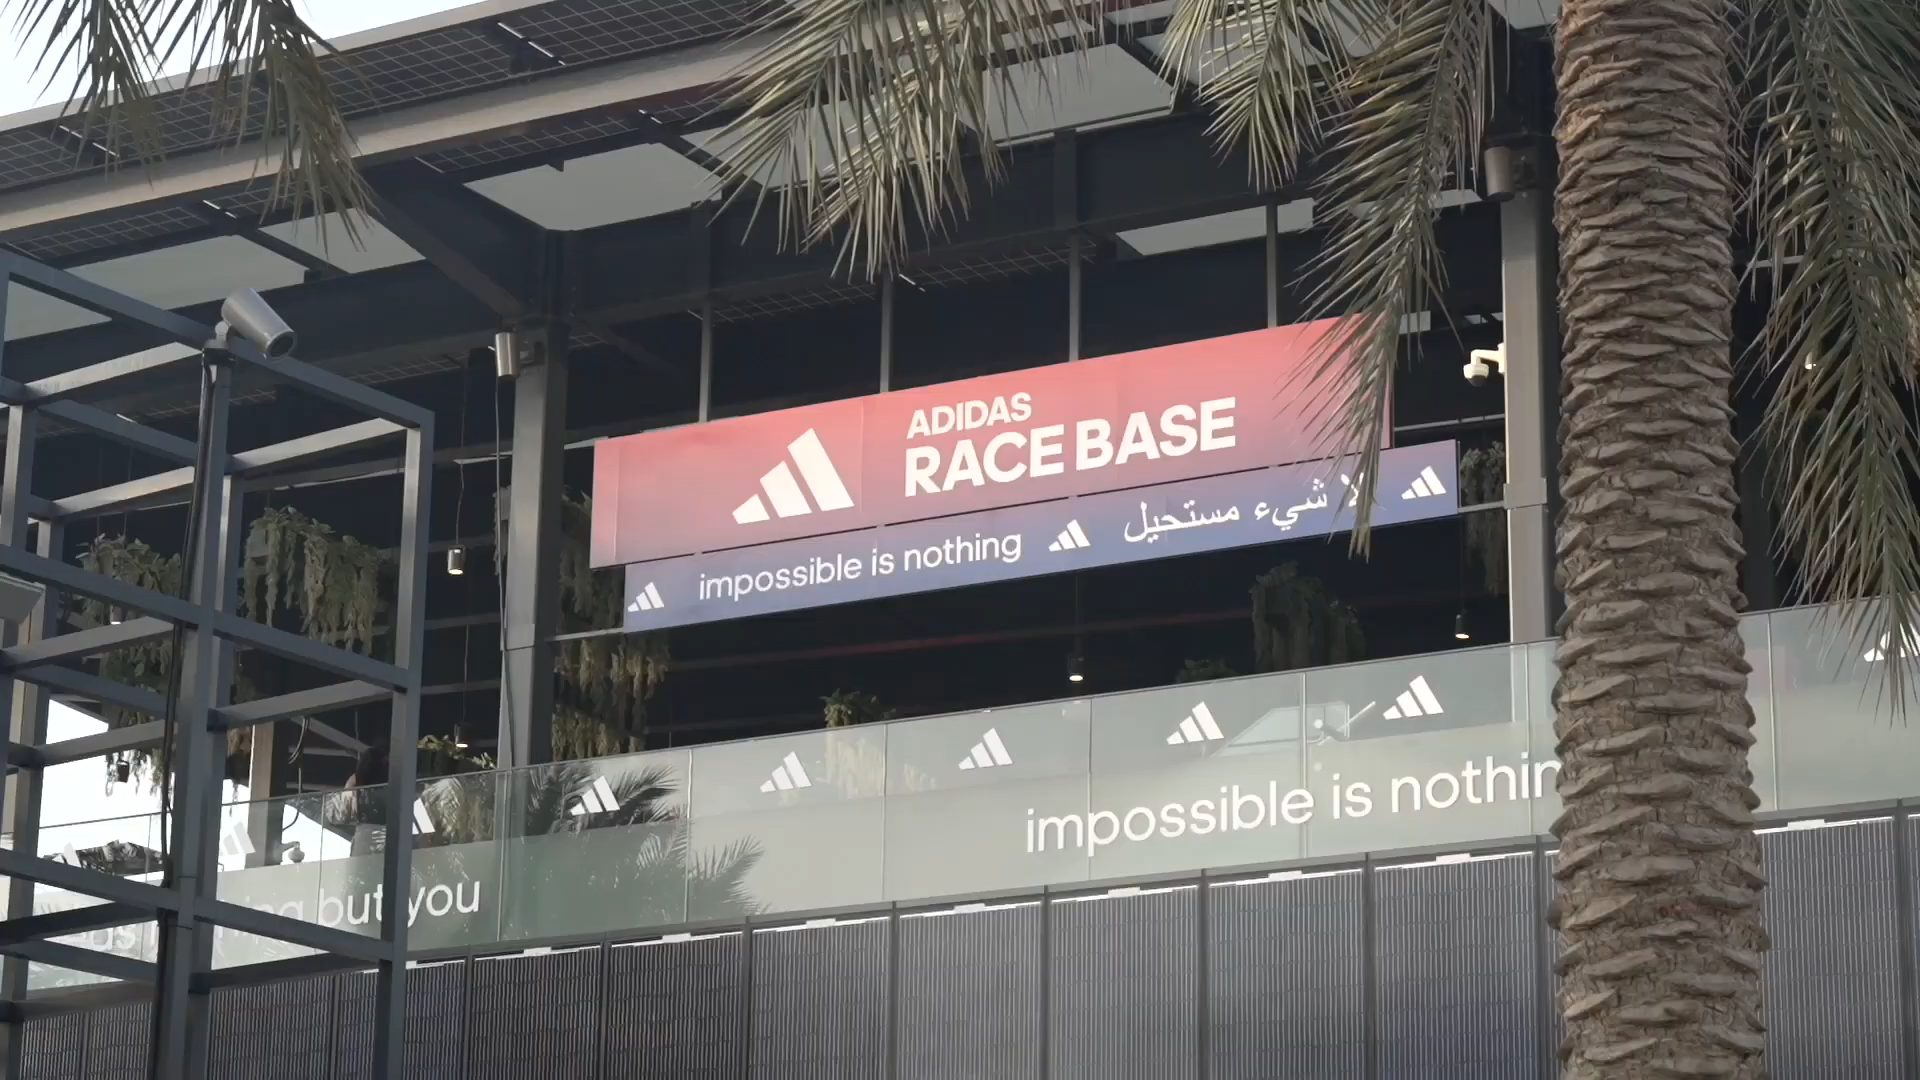 ADIDAS
RACE BASE
impossible is nothing
لا شيء مستحيل
impossible is nothin
but you